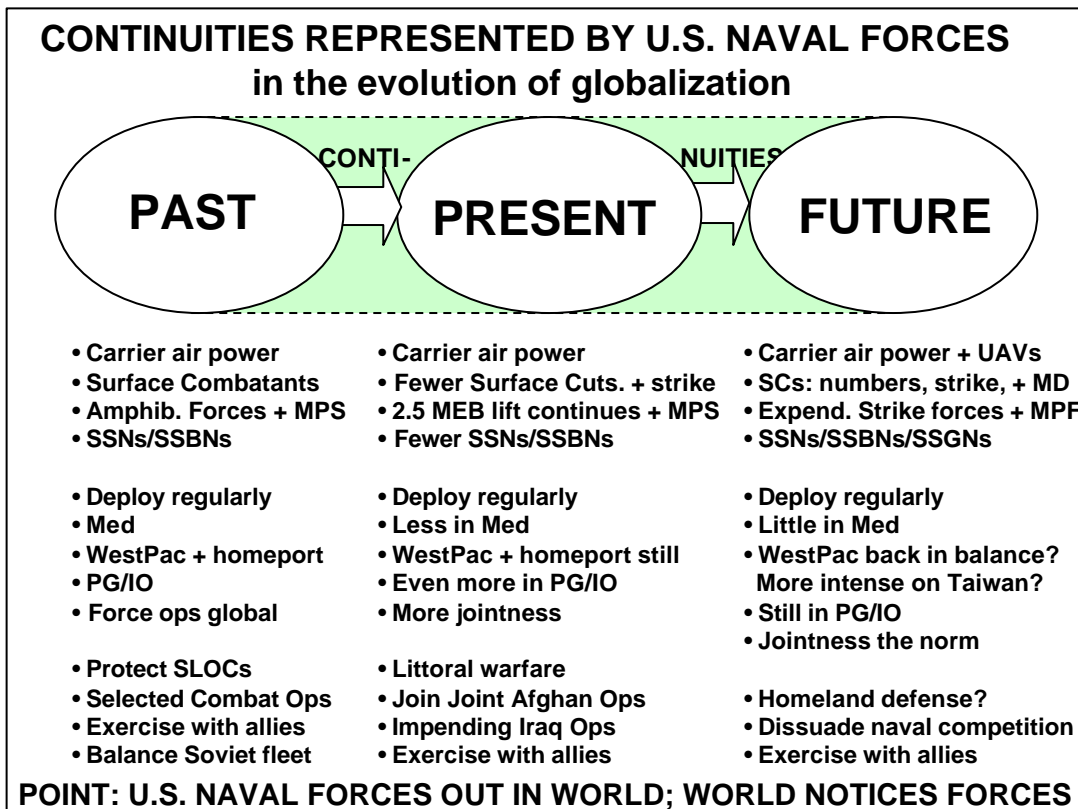 CONTINUITIES REPRESENTED BY U.S. NAVAL FORCES
in the evolution of globalization
CONTI-
NUITIES
PAST
PRESENT
FUTURE
• Carrier air power
• Surface Combatants
• Amphib. Forces + MPS
• SSNs/SSBNs
• Deploy regularly
• Med
• WestPac + homeport
• PG/IO
• Force ops global
• Protect SLOCs
• Selected Combat Ops
• Exercise with allies
• Balance Soviet fleet
• Carrier air power
• Fewer Surface Cuts. + strike
• 2.5 MEB lift continues + MPS
• Fewer SSNs/SSBNs
• Deploy regularly
• Less in Med
• WestPac + homeport still
• Even more in PG/IO
• More jointness
• Littoral warfare
• Join Joint Afghan Ops
• Impending Iraq Ops
• Exercise with allies
• Carrier air power + UAVs
• SCs: numbers, strike, + MD
• Expend. Strike forces + MPF
• SSNs/SSBNs/SSGNs
• Deploy regularly
• Little in Med
• WestPac back in balance?
More intense on Taiwan?
• Still in PG/IO
• Jointness the norm
• Homeland defense?
• Dissuade naval competition
• Exercise with allies
POINT: U.S. NAVAL FORCES OUT IN WORLD; WORLD NOTICES FORCES